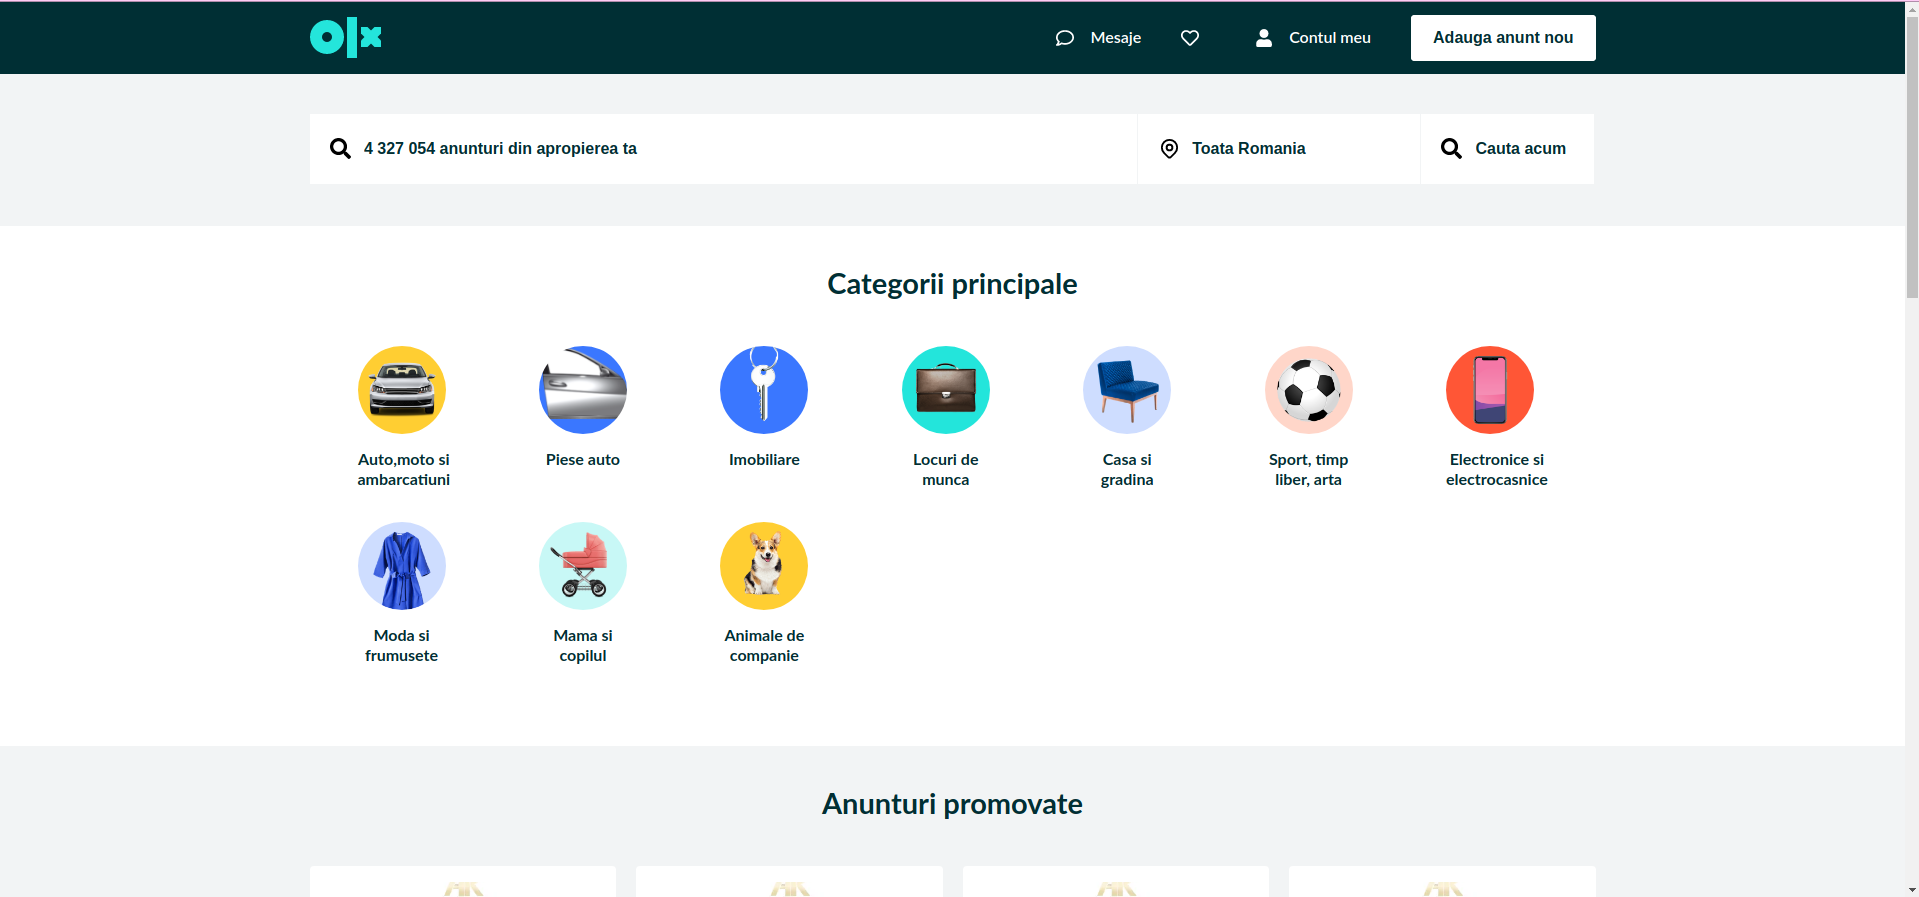 olx
Mesaje
Contul meu
Adauga anunt nou
4 327 054 anunturi din apropierea ta
Toata Romania
Cauta acum
Categorii principale
Auto,moto si
ambarcatiuni
Piese auto
Imobiliare
Locuri de
munca
Casa si
gradina
Sport, timp
liber, arta
Electronice si
electrocasnice
Moda si
frumusete
Mama si
copilul
Animale de
companie
Anunturi promovate